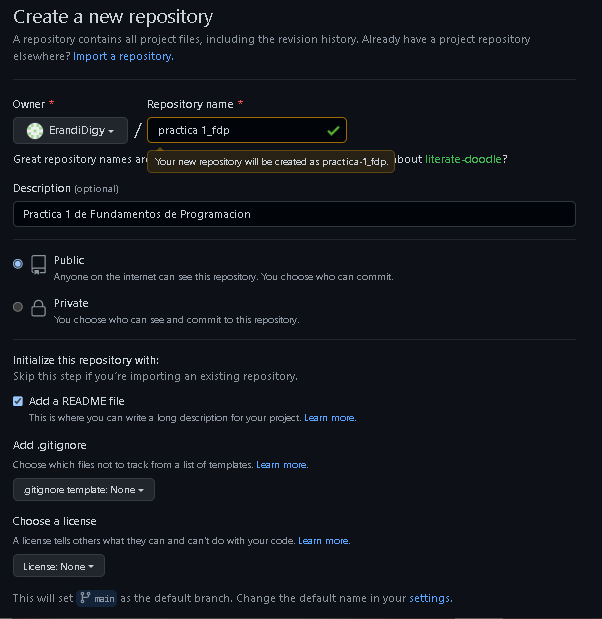 Create a new repository
A repository contains all project files, including the revision history. Already have a project repository
elsewhere? Import a repository.
Owner * Repository name *
ErandiDigy / practica 1_fdp
Great repository names are about literate-doodle?
Your new repository will be created as practica-1_fdp.
Description (optional)
Practica 1 de Fundamentos de Programacion
Public
Anyone on the internet can see this repository. You choose who can commit.
Private
You choose who can see and commit to this repository.
Initialize this repository with:
Skip this step if you're importing an existing repository.
Add a README file
This is where you can write a long description for your project. Learn more.
Add .gitignore
Choose which files not to track from a list of templates. Learn more.
.gitignore template: None
Choose a license
A license tells others what they can and can't do with your code. Learn more.
License: None
This will set main as the default branch. Change the default name in your settings.